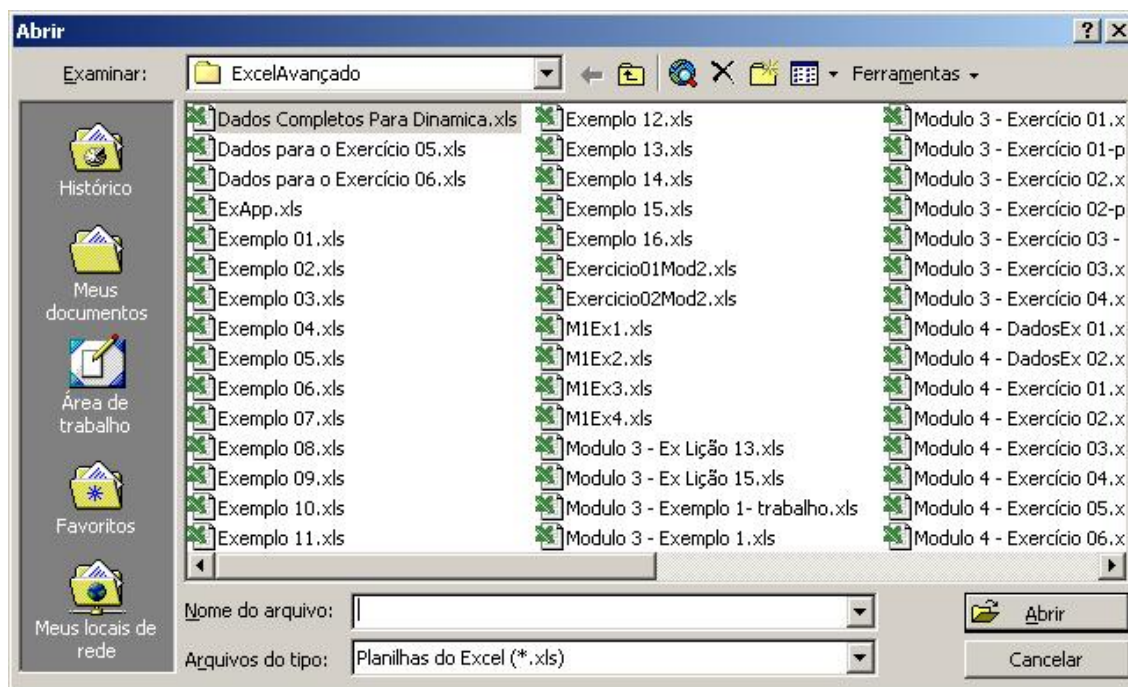 Abrir
Examinar:
ExcelAvançado
Ferramentas
Histórico
Meus
documentos
Área de
trabalho
Favoritos
Meus locais de
rede
Dados Completos Para Dinamica.xls
Dados para o Exercício 05.xls
Dados para o Exercício 06.xls
ExApp.xls
Exemplo 01.xls
Exemplo 02.xls
Exemplo 03.xls
Exemplo 04.xls
Exemplo 05.xls
Exemplo 06.xls
Exemplo 07.xls
Exemplo 08.xls
Exemplo 09.xls
Exemplo 10.xls
Exemplo 11.xls
Exemplo 12.xls
Exemplo 13.xls
Exemplo 14.xls
Exemplo 15.xls
Exemplo 16.xls
Exercicio01Mod2.xls
Exercicio02Mod2.xls
M1Ex1.xls
M1Ex2.xls
M1Ex3.xls
M1Ex4.xls
Modulo 3 - Ex Lição 13.xls
Modulo 3 - Ex Lição 15.xls
Modulo 3 - Exemplo 1- trabalho.xls
Modulo 3 - Exemplo 1.xls
Modulo 3 - Exercício 01.x
Modulo 3 - Exercício 01-p
Modulo 3 - Exercício 02.x
Modulo 3 - Exercício 02-p
Modulo 3 - Exercício 03 -
Modulo 3 - Exercício 03.x
Modulo 3 - Exercício 04.x
Modulo 4 - DadosEx 01.x
Modulo 4 - DadosEx 02.x
Modulo 4 - Exercício 01.x
Modulo 4 - Exercício 02.x
Modulo 4 - Exercício 03.x
Modulo 4 - Exercício 04.x
Modulo 4 - Exercício 05.x
Modulo 4 - Exercício 06.x
Nome do arquivo:
Abrir
Arquivos do tipo:
Planilhas do Excel (*.xls)
Cancelar